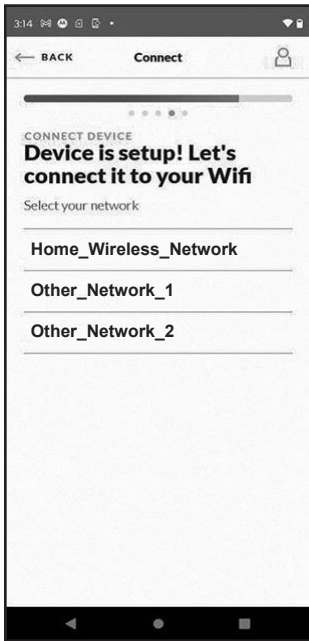 3:14
BACK Connect
CONNECT DEVICE
Device is setup! Let's
connect it to your Wifi
Select your network
Home_Wireless_Network
Other_Network_1
Other_Network_2